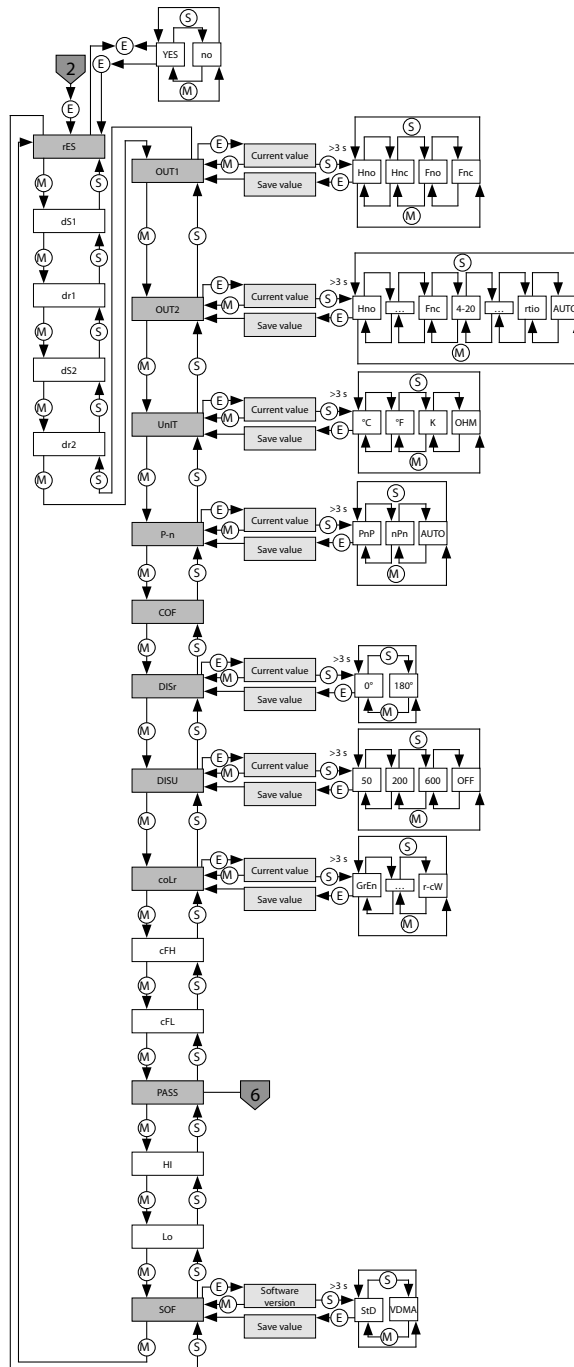 S
E YES no
2 E M
E
rES
M S
dS1
M S
dr1
M S
dS2
M S
dr2
M S
OUT1 E Current value >3 s S
M S Hno Hnc Fno Fnc
Save value E M
M S
OUT2 E Current value >3 s S
M S Hno ... Fnc 4-20 ... rtio AUTO
Save value E M
M S
UnIT E Current value >3 s S
M S °C °F K OHM
Save value E M
M S
P-n E Current value >3 s S
M S PnP nPn AUTO
Save value E M
M S
COF
M S
DISr E Current value >3 s S
M S 0° 180°
Save value E M
M S
DISU E Current value >3 s S
M S 50 200 600 OFF
Save value E M
M S
coLr E Current value >3 s S
M S GrEn ... r-cW
Save value E M
M S
cFH
M S
cFL
M S
PASS 6
M S
HI
M S
Lo
M S
SOF E Software version >3 s S
M S StD VDMA
Save value E M
M S